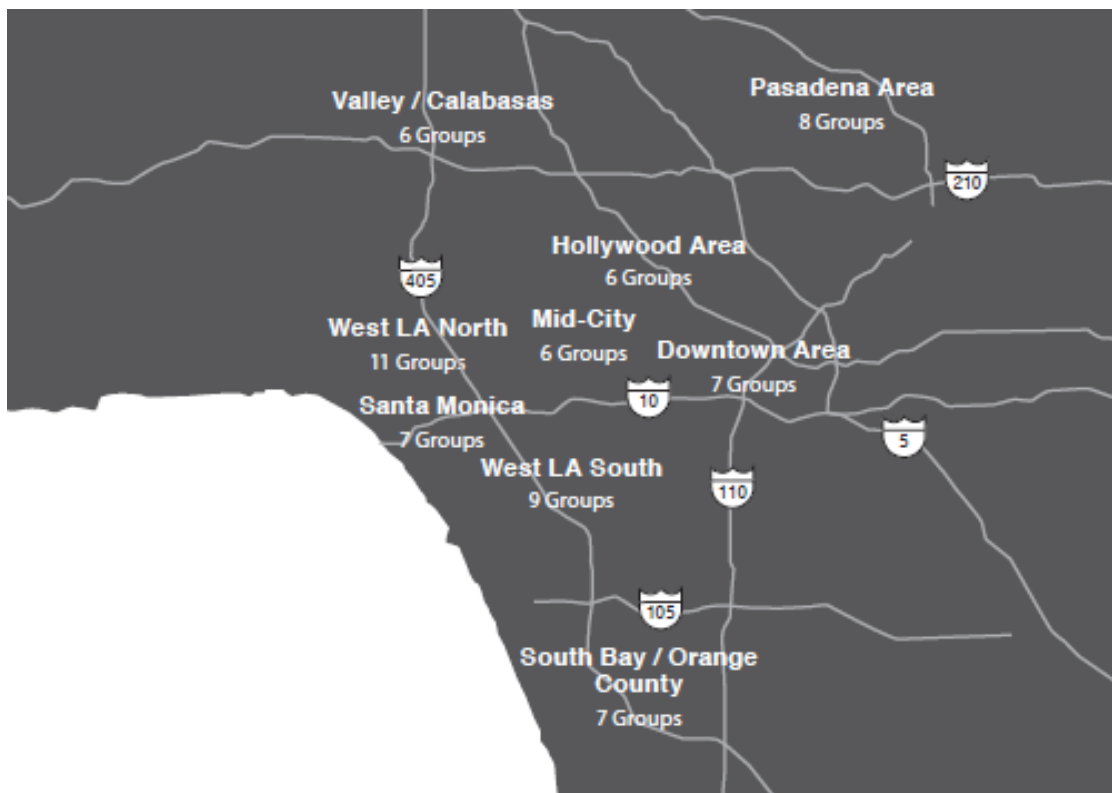 Valley / Calabasas
6 Groups
Pasadena Area
8 Groups
210
Hollywood Area
6 Groups
405
West LA North
11 Groups
Mid-City
6 Groups
Downtown Area
7 Groups
10
Santa Monica
7 Groups
5
West LA South
9 Groups
110
105
South Bay / Orange
County
7 Groups